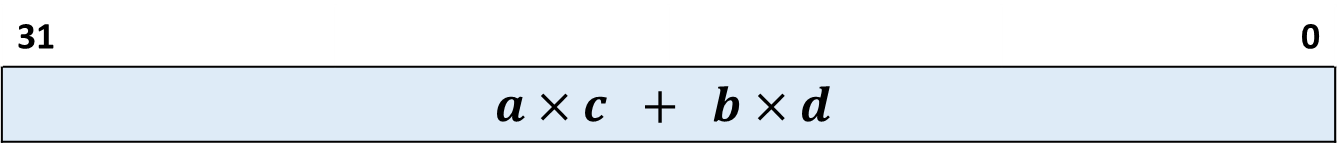 31 0
a × c + b × d